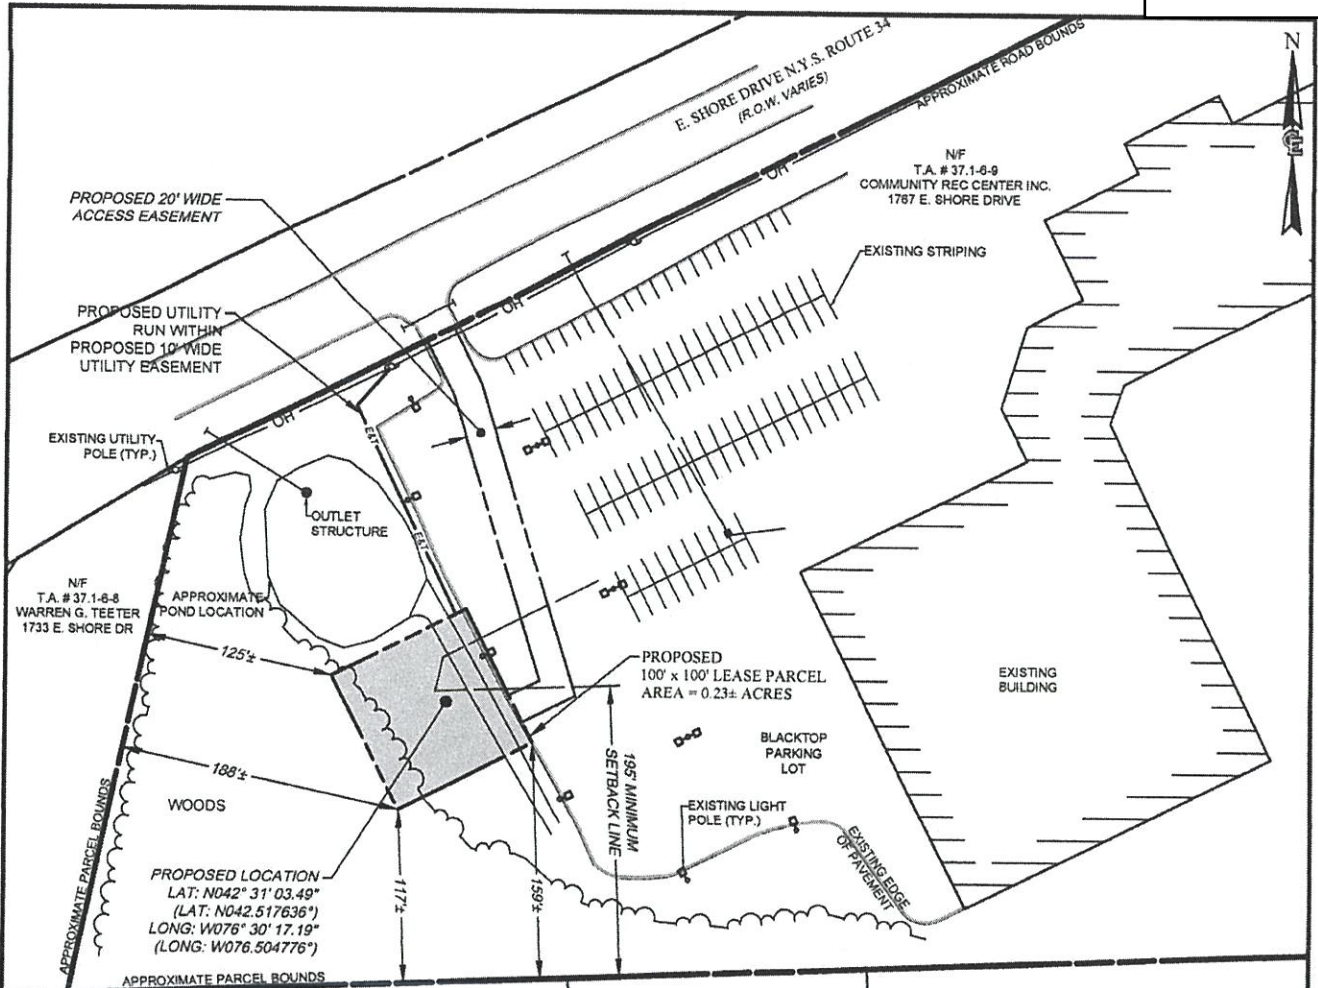 E. SHORE DRIVE N.Y.S. ROUTE 34
(R.O.W. VARIES)
APPROXIMATE ROAD BOUNDS
N
N/F
T.A. # 37.1-6-9
COMMUNITY REC CENTER INC.
1767 E. SHORE DRIVE
PROPOSED 20' WIDE
ACCESS EASEMENT
OH
EXISTING STRIPING
PROPOSED UTILITY
RUN WITHIN
PROPOSED 10' WIDE
UTILITY EASEMENT
OH
OH
EXISTING UTILITY
POLE (TYP.)
E&T
OUTLET
STRUCTURE
E&T
N/F
T.A. # 37.1-6-8
WARREN G. TEETER
1733 E. SHORE DR
APPROXIMATE
POND LOCATION
125'±
PROPOSED
100' x 100' LEASE PARCEL
AREA = 0.23± ACRES
EXISTING
BUILDING
188'±
WOODS
195' MINIMUM
SETBACK LINE
BLACKTOP
PARKING
LOT
EXISTING LIGHT
POLE (TYP.)
EXISTING EDGE
OF PAVEMENT
PROPOSED LOCATION
LAT: N042° 31' 03.49"
(LAT: N042.517636°)
LONG: W076° 30' 17.19"
(LONG: W076.504776°)
117'±
159'±
APPROXIMATE PARCEL BOUNDS
APPROXIMATE PARCEL BOUNDS